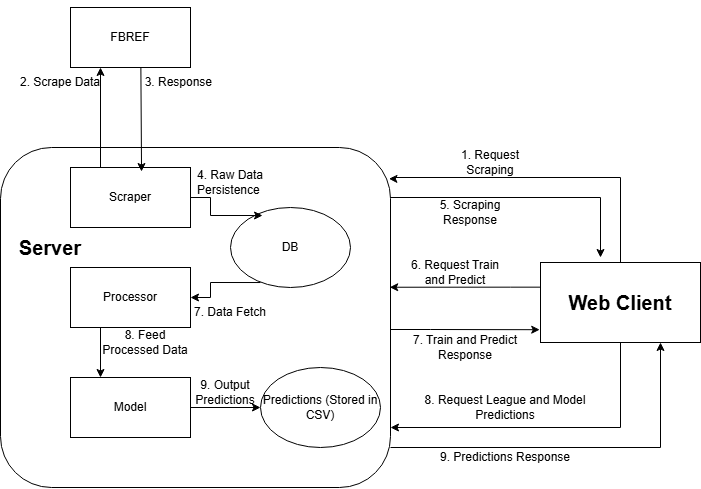 FBREF
2. Scrape Data
3. Response
1. Request
Scraping
4. Raw Data
Persistence
Scraper
5. Scraping
Response
Server
DB
6. Request Train
and Predict
Processor
7. Data Fetch
Web Client
8. Feed
Processed Data
7. Train and Predict
Response
9. Output
Predictions
Model
Predictions (Stored in
CSV)
8. Request League and Model
Predictions
9. Predictions Response